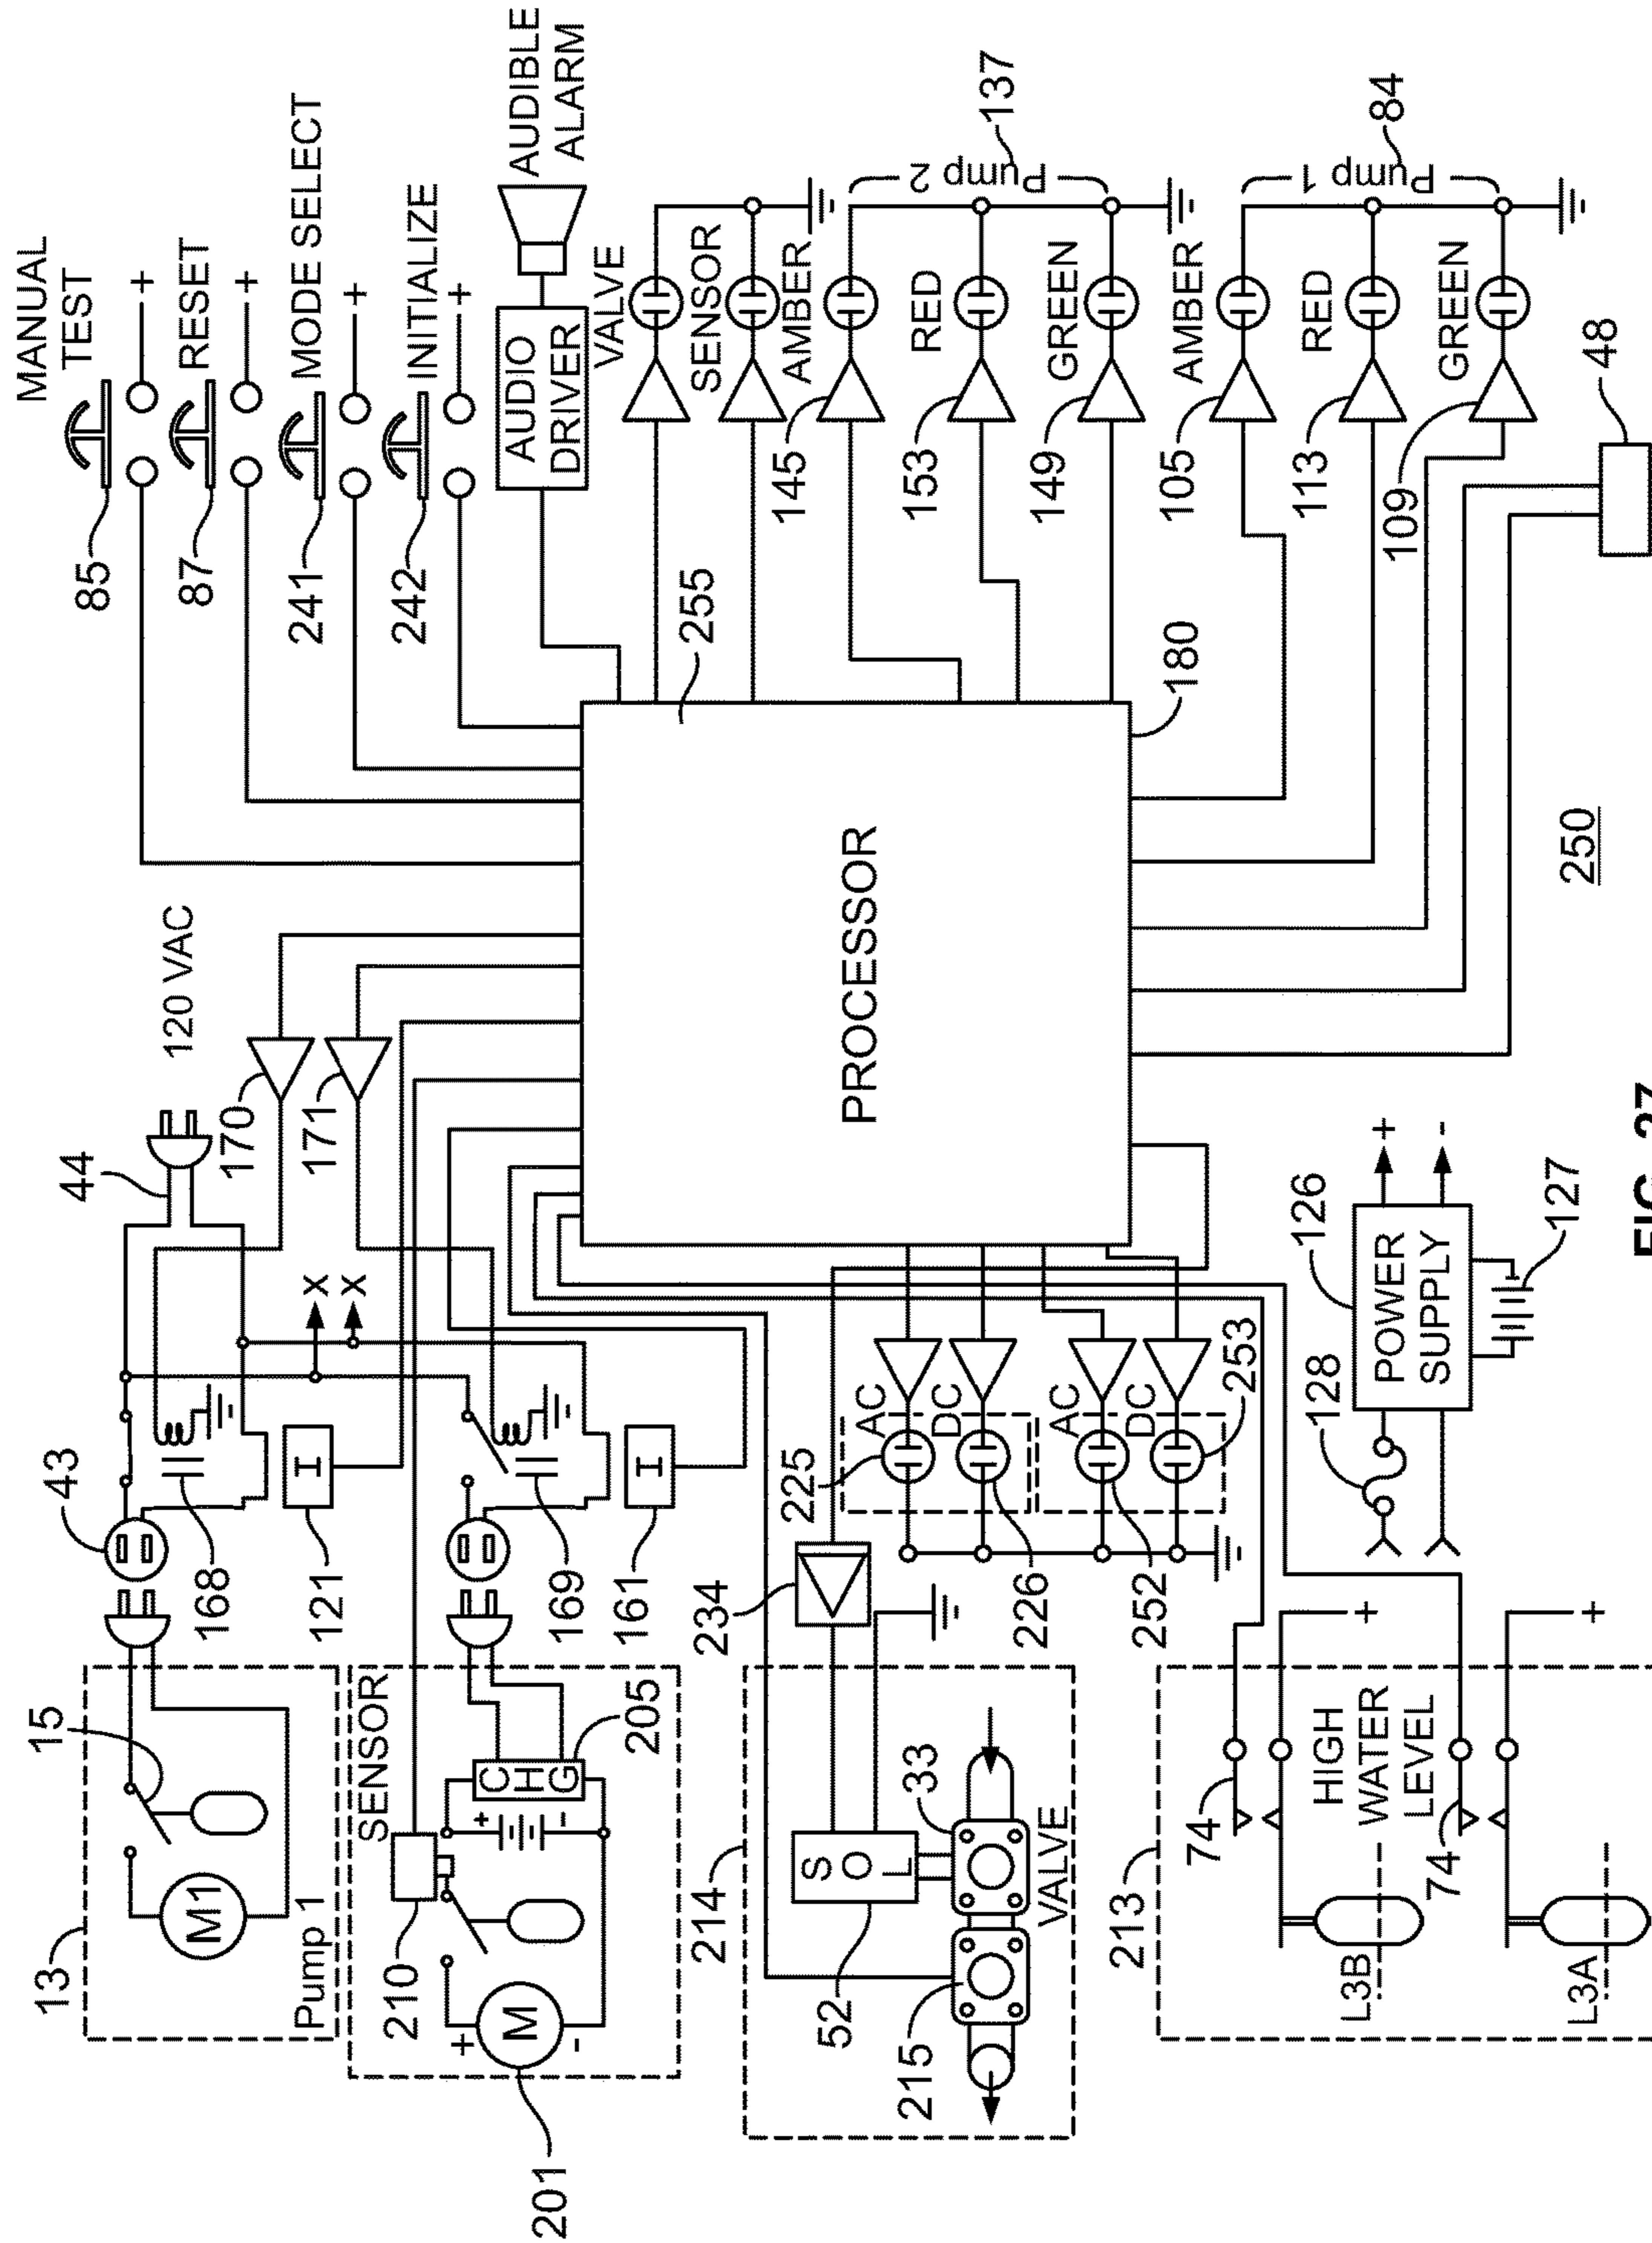 MANUAL
TEST
+
85
RESET
+
87
MODE SELECT
+
241
INITIALIZE
+
242
AUDIBLE
ALARM
AUDIO
DRIVER
VALVE
SENSOR
AMBER
145
RED
153
GREEN
149
Pump 2
137
AMBER
105
RED
113
GREEN
109
Pump 1
84
48
255
180
PROCESSOR
250
120 VAC
44
170
171
X
X
43
168
I
121
169
I
161
15
13
M1
Pump 1
SENSOR
210
C
H
G
205
+
-
+
M
-
201
234
214
S
O
L
52
33
VALVE
215
225
AC
DC
226
AC
DC
252
253
213
74
+
HIGH
WATER
LEVEL
74
+
L3B
L3A
128
126
POWER
SUPPLY
+
-
127
FIG. 27